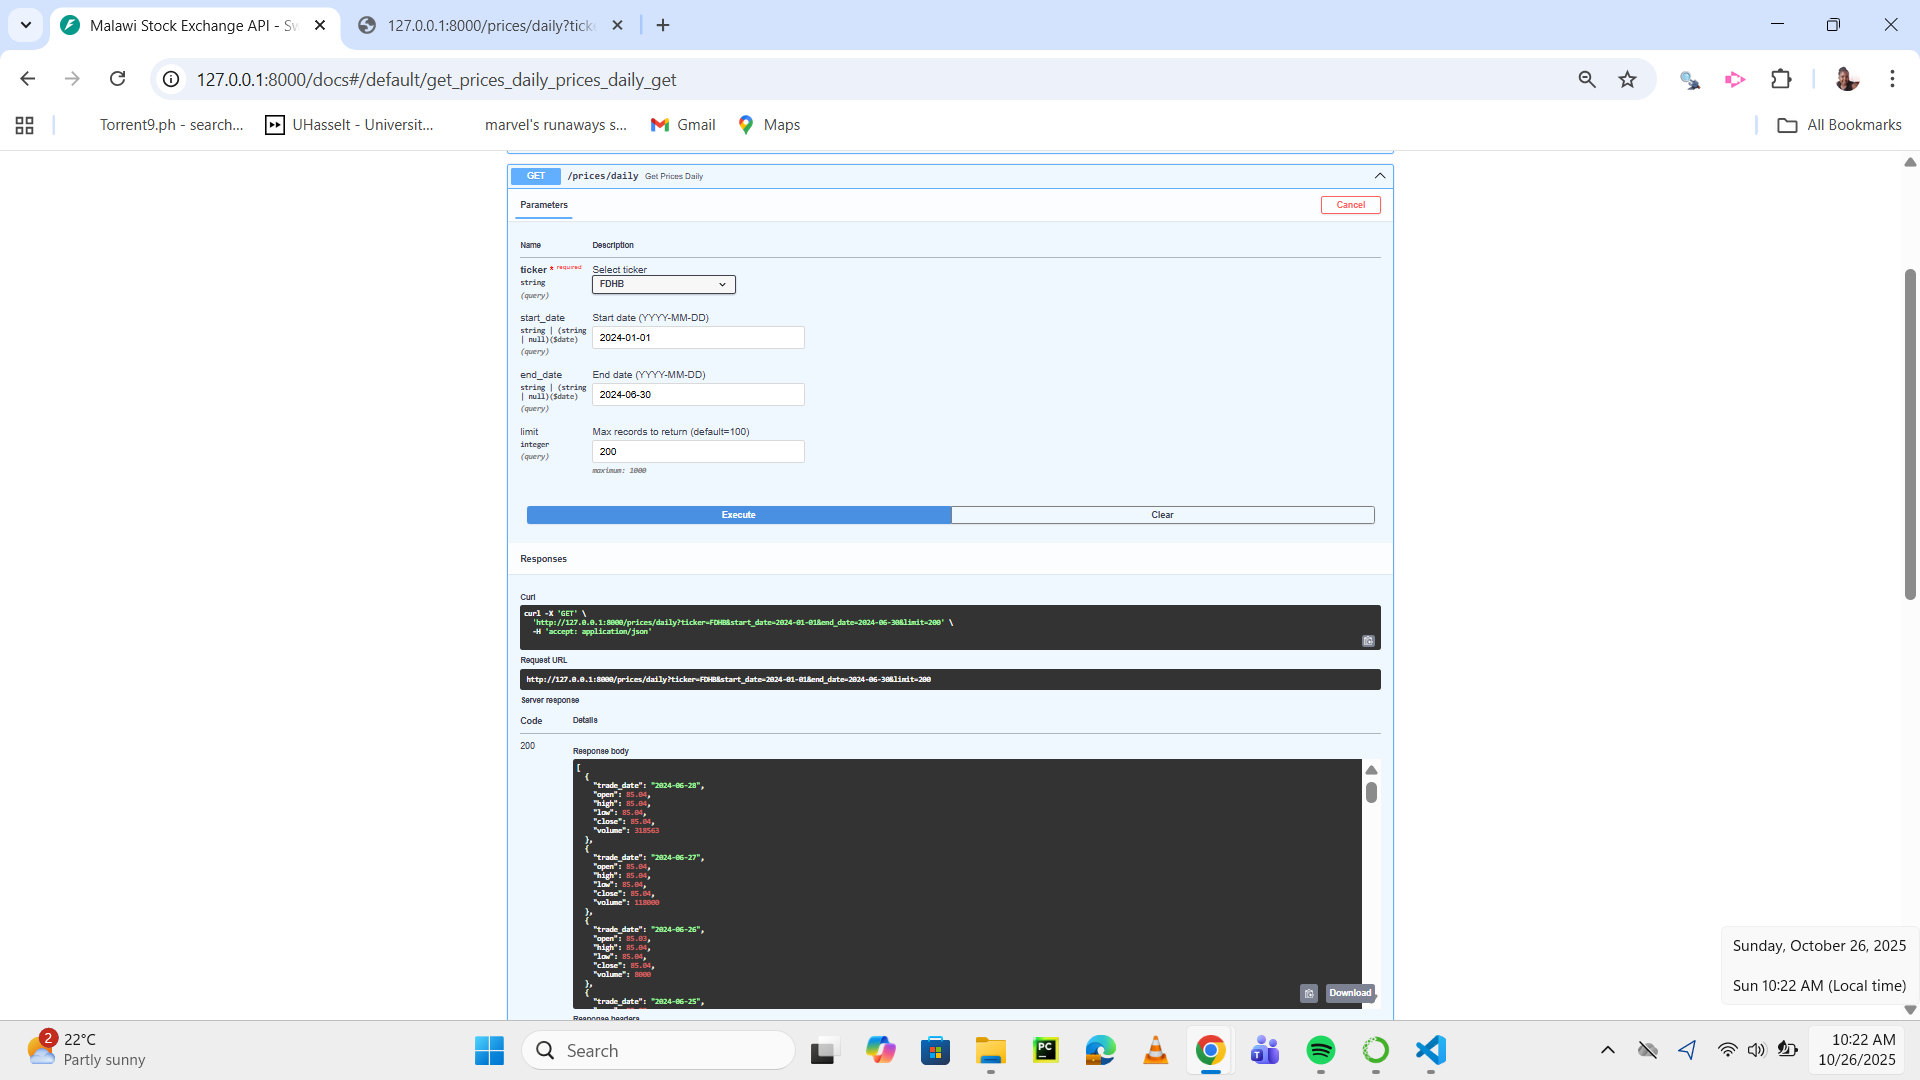 Malawi Stock Exchange API - Sw
127.0.0.1:8000/prices/daily?ticke
127.0.0.1:8000/docs#/default/get_prices_daily_prices_daily_get
Torrent9.ph - search...
UHasselt - Universit...
marvel's runaways s...
Gmail
Maps
All Bookmarks
GET /prices/daily Get Prices Daily
Parameters
Cancel
Name Description
ticker * required Select ticker
string FDHB
(query)
start_date Start date (YYYY-MM-DD)
string | (string
| null)($date) 2024-01-01
(query)
end_date End date (YYYY-MM-DD)
string | (string
| null)($date) 2024-06-30
(query)
limit Max records to return (default=100)
integer 200
(query)
maximum: 1000
Execute Clear
Responses
Curl
curl -X 'GET' \
'http://127.0.0.1:8000/prices/daily?ticker=FDHB&start_date=2024-01-01&end_date=2024-06-30&limit=200' \
-H 'accept: application/json'
Request URL
http://127.0.0.1:8000/prices/daily?ticker=FDHB&start_date=2024-01-01&end_date=2024-06-30&limit=200
Server response
Code Details
200
Response body
[
{
"trade_date": "2024-06-28",
"open": 85.04,
"high": 85.04,
"low": 85.04,
"close": 85.04,
"volume": 318563
},
{
"trade_date": "2024-06-27",
"open": 85.04,
"high": 85.04,
"low": 85.04,
"close": 85.04,
"volume": 118000
},
{
"trade_date": "2024-06-26",
"open": 85.03,
"high": 85.04,
"low": 85.04,
"close": 85.04,
"volume": 8000
},
{
"trade_date": "2024-06-25",
Download
Response headers
Sunday, October 26, 2025
Sun 10:22 AM (Local time)
2
22°C
Partly sunny
Search
PC
T
10:22 AM
10/26/2025